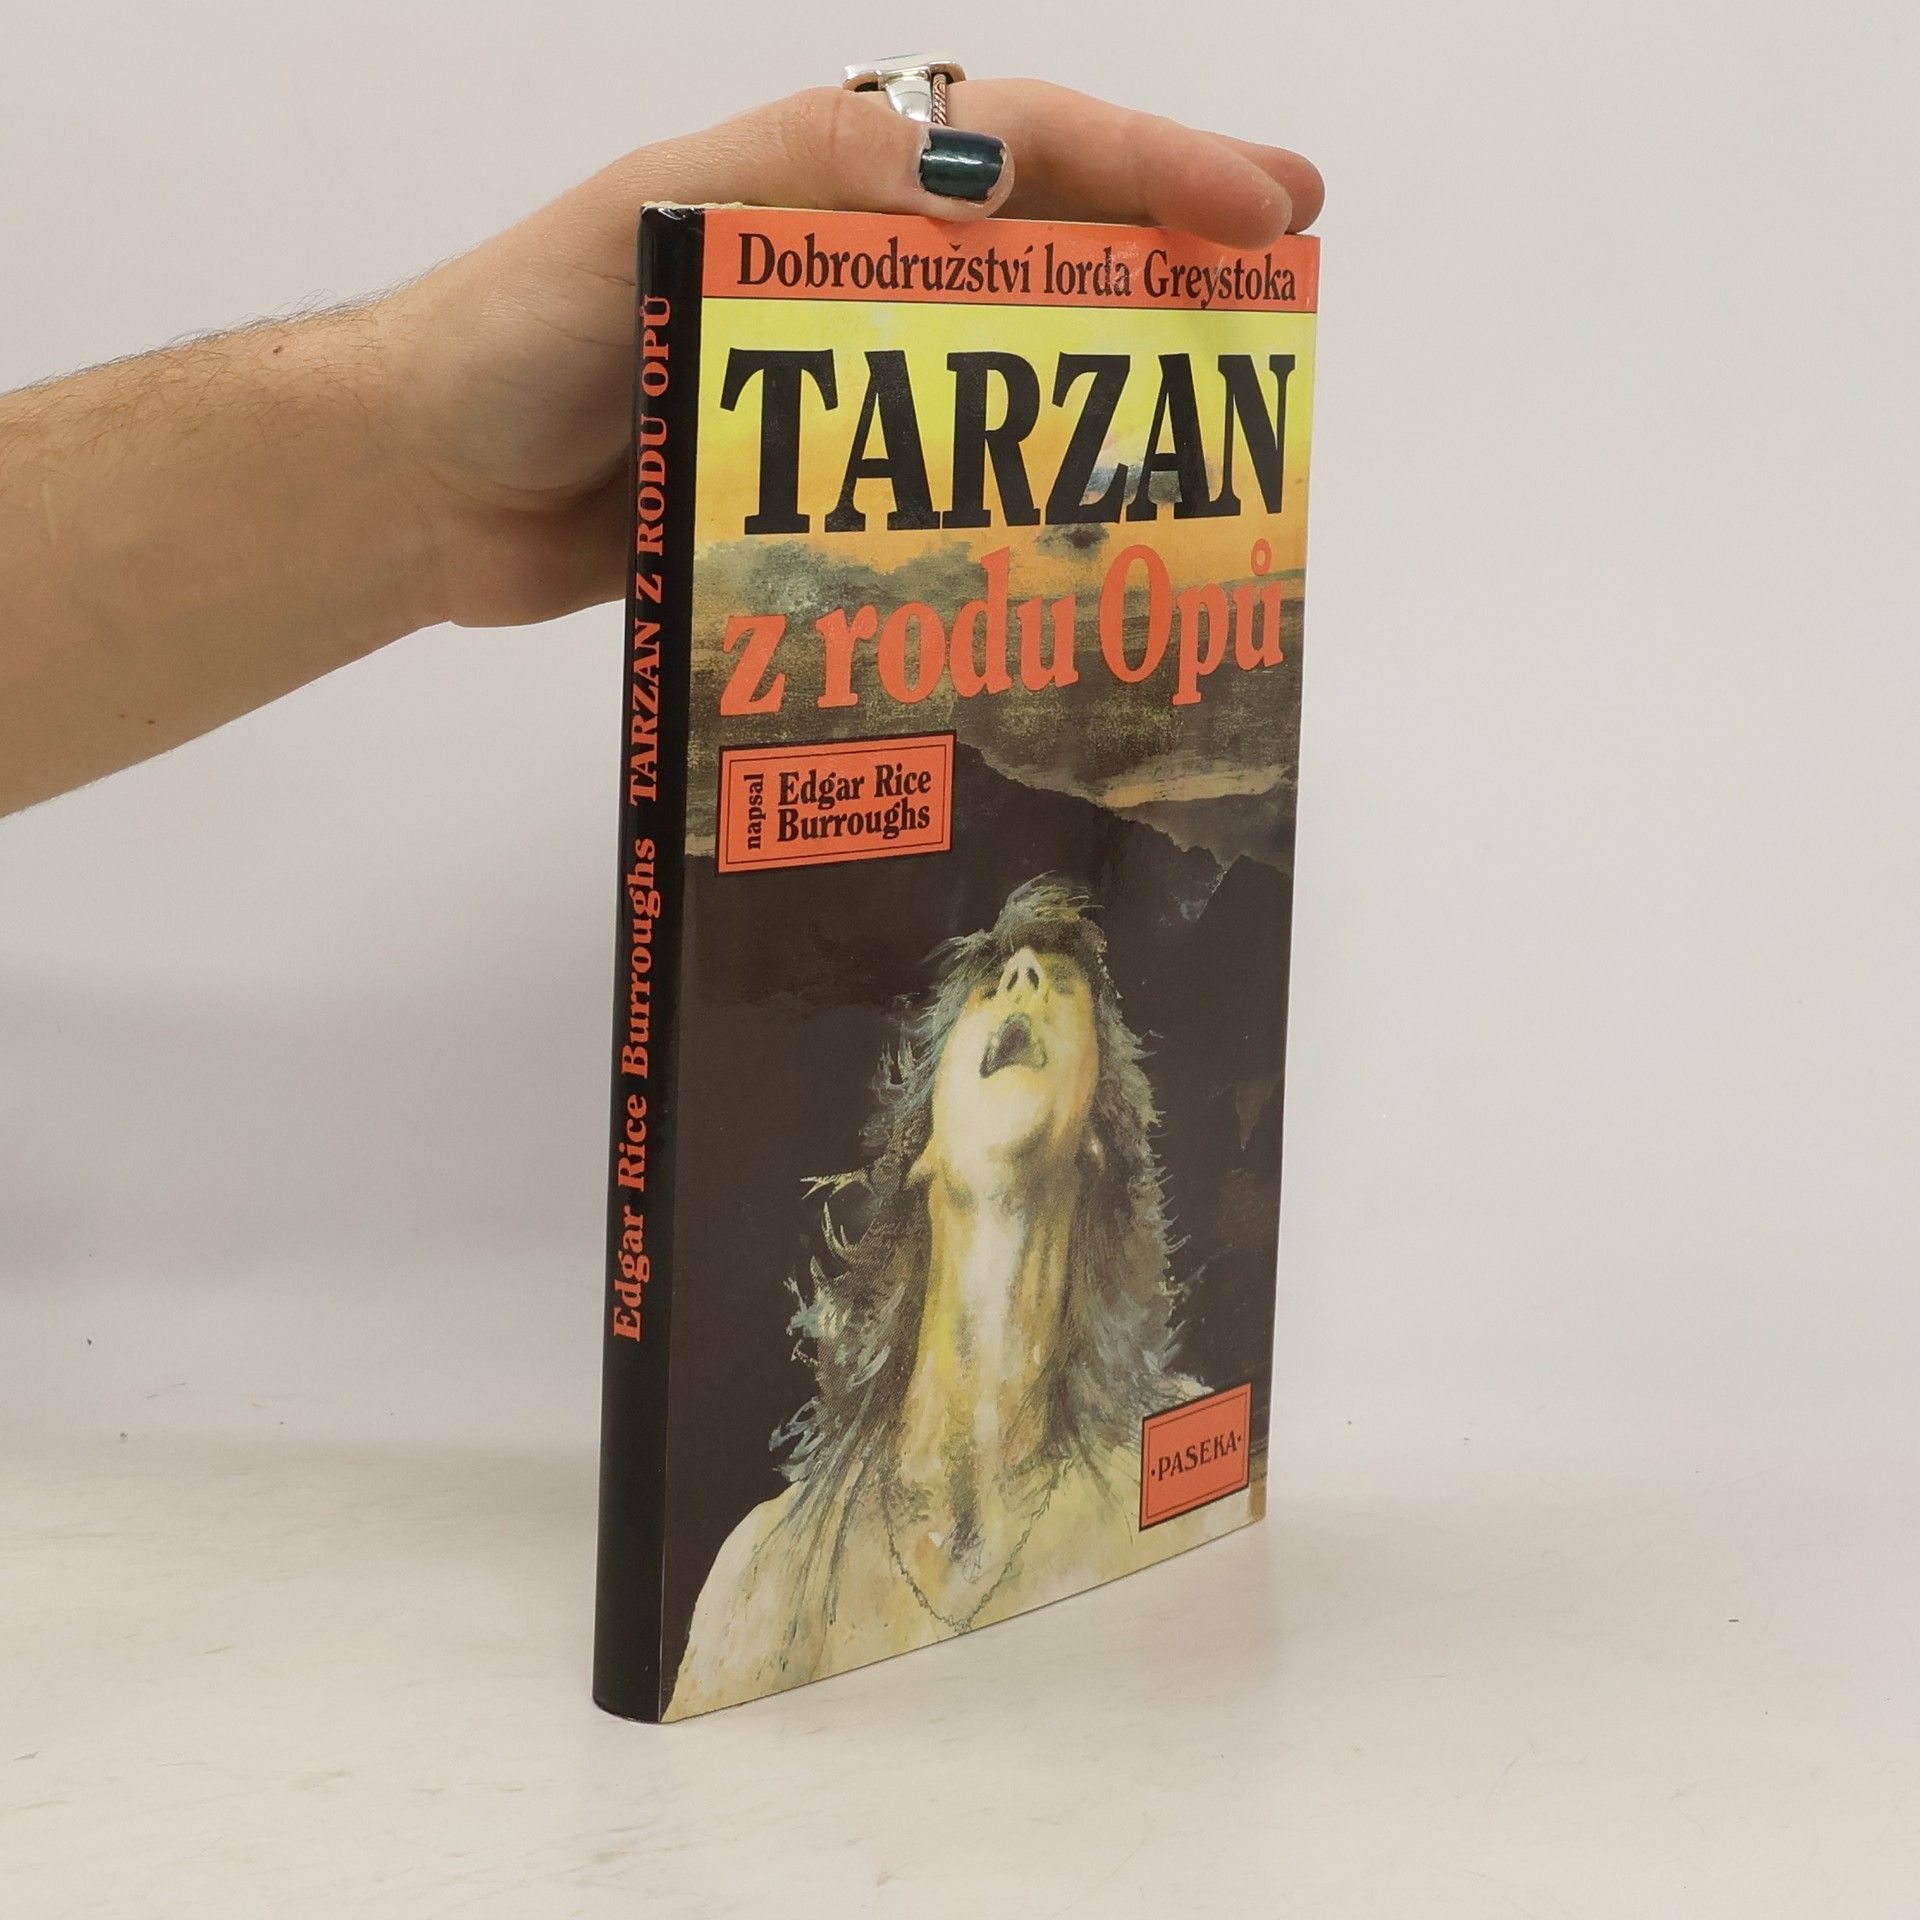 Dobrodružství lorda Greystoka
TARZAN
z rodu Opů
napsal
Edgar Rice
Burroughs
·PASEKA·
Edgar Rice Burroughs TARZAN Z RODU OPŮ